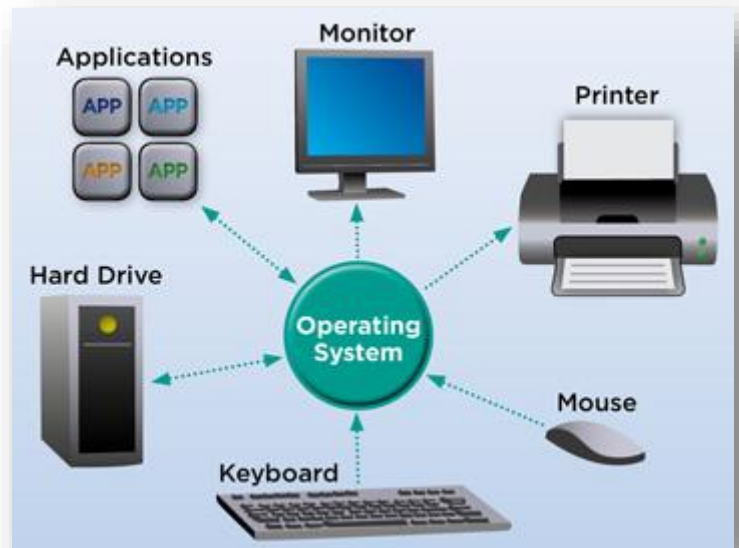 Monitor
Applications
APP APP
APP APP
Printer
Hard Drive
Operating
System
Mouse
Keyboard